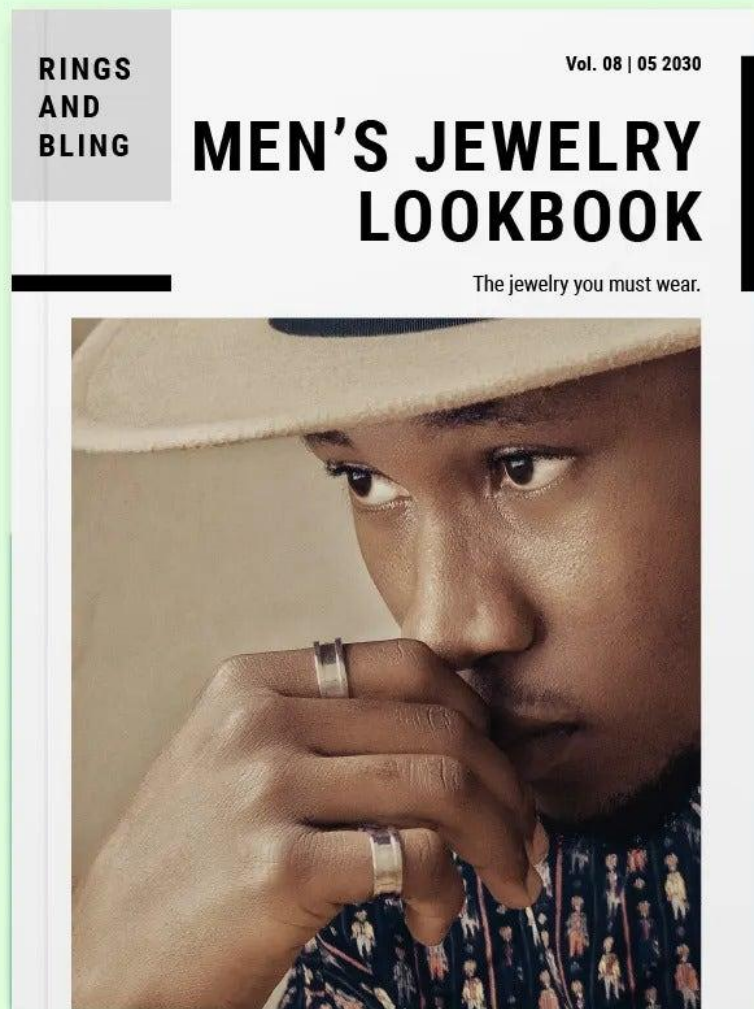 RINGS
AND
BLING
Vol. 08 | 05 2030
MEN’S JEWELRY
LOOKBOOK
The jewelry you must wear.